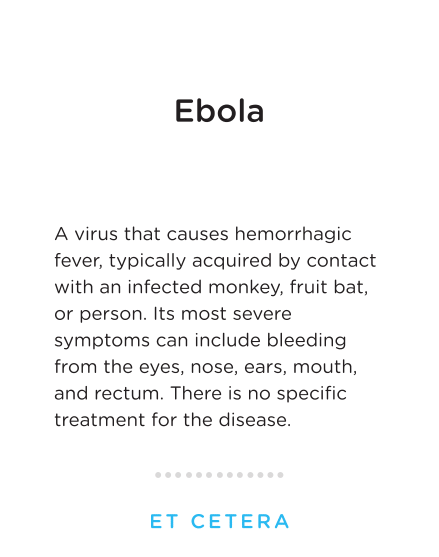 Ebola
A virus that causes hemorrhagic
fever, typically acquired by contact
with an infected monkey, fruit bat,
or person. Its most severe
symptoms can include bleeding
from the eyes, nose, ears, mouth,
and rectum. There is no specific
treatment for the disease.
ET CETERA